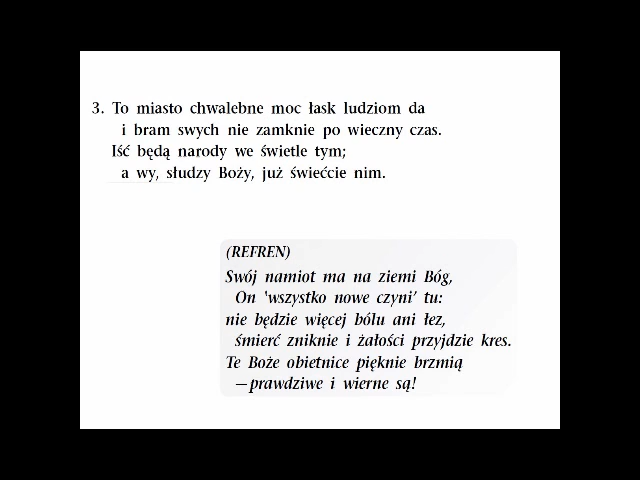 3. To miasto chwalebne moc łask ludziom da
i bram swych nie zamknie po wieczny czas.
Iść będą narody we świetle tym;
a wy, słudzy Boży, już świećcie nim.
(REFREN)
Swój namiot ma na ziemi Bóg,
On ‛wszystko nowe czyni’ tu:
nie będzie więcej bólu ani łez,
śmierć zniknie i żałości przyjdzie kres.
Te Boże obietnice pięknie brzmią
—prawdziwe i wierne są!